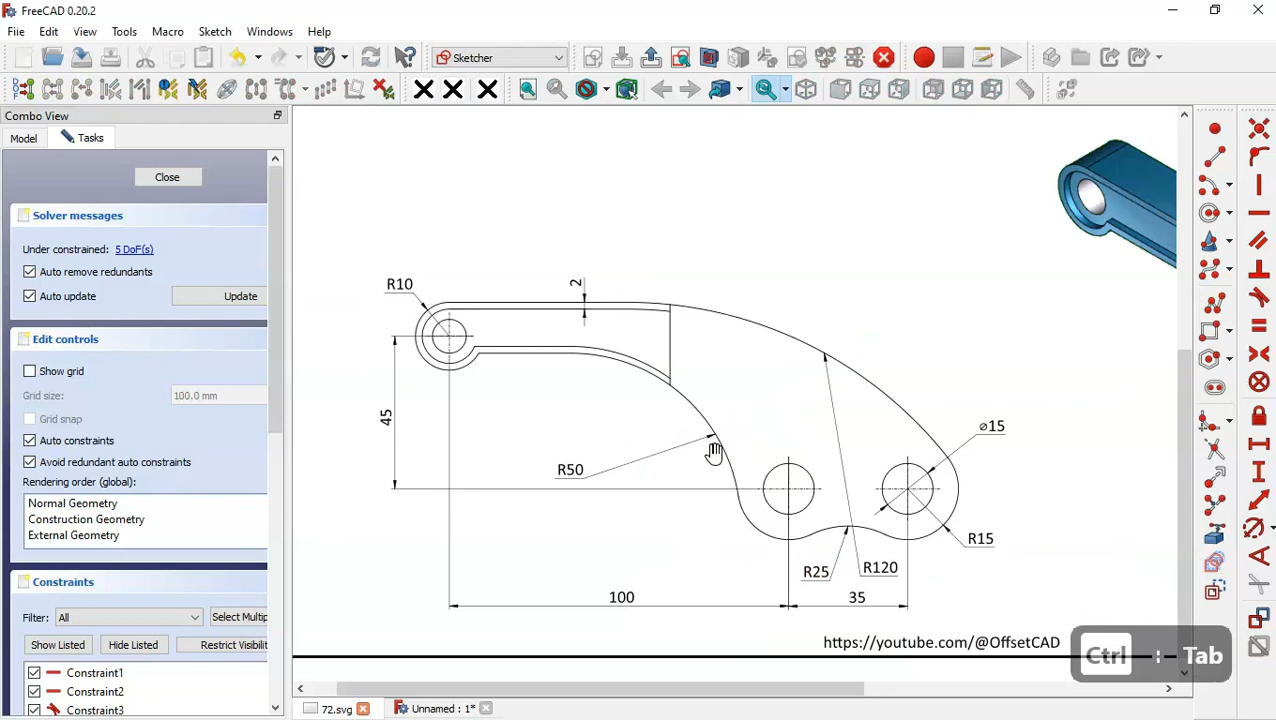 FreeCAD 0.20.2
File Edit View Tools Macro Sketch Windows Help
Sketcher
Combo View
Model Tasks
Close
Solver messages
Under constrained: 5 DoF(s)
Auto remove redundants
Auto update Update
Edit controls
Show grid
Grid size: 100.0 mm
Grid snap
Auto constraints
Avoid redundant auto constraints
Rendering order (global):
Normal Geometry
Construction Geometry
External Geometry
Constraints
Filter: All Select Multip
Show Listed Hide Listed Restrict Visibilit
Constraint1
Constraint2
Constraint3
R10
2
45
R50
⌀15
R15
R25
R120
100
35
https://youtube.com/@OffsetCAD
Ctrl + Tab
72.svg
Unnamed : 1*